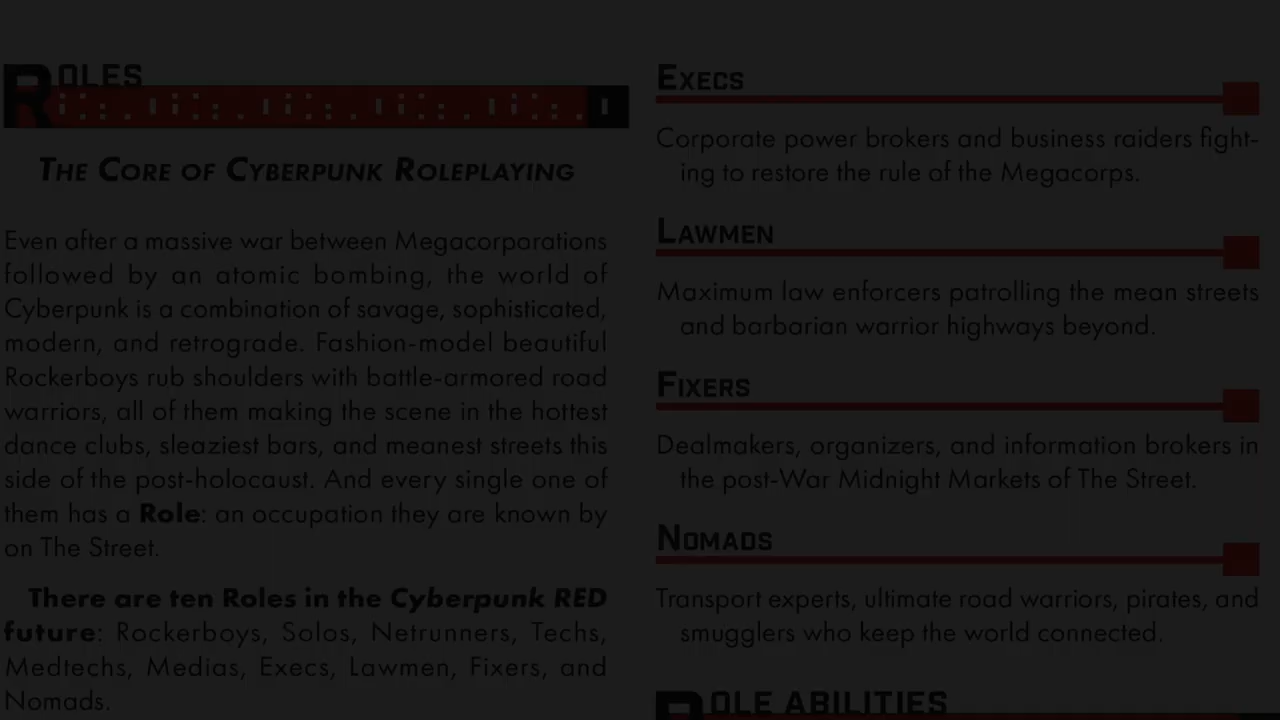 ROLES
THE CORE OF CYBERPUNK ROLEPLAYING
Even after a massive war between Megacorporations
followed by an atomic bombing, the world of
Cyberpunk is a combination of savage, sophisticated,
modern, and retrograde. Fashion-model beautiful
Rockerboys rub shoulders with battle-armored road
warriors, all of them making the scene in the hottest
dance clubs, sleaziest bars, and meanest streets this
side of the post-holocaust. And every single one of
them has a Role: an occupation they are known by
on The Street.
There are ten Roles in the Cyberpunk RED
future: Rockerboys, Solos, Netrunners, Techs,
Medtechs, Medias, Execs, Lawmen, Fixers, and
Nomads.
EXECS
Corporate power brokers and business raiders fight-
ing to restore the rule of the Megacorps.
LAWMEN
Maximum law enforcers patrolling the mean streets
and barbarian warrior highways beyond.
FIXERS
Dealmakers, organizers, and information brokers in
the post-War Midnight Markets of The Street.
NOMADS
Transport experts, ultimate road warriors, pirates, and
smugglers who keep the world connected.
ROLE ABILITIES